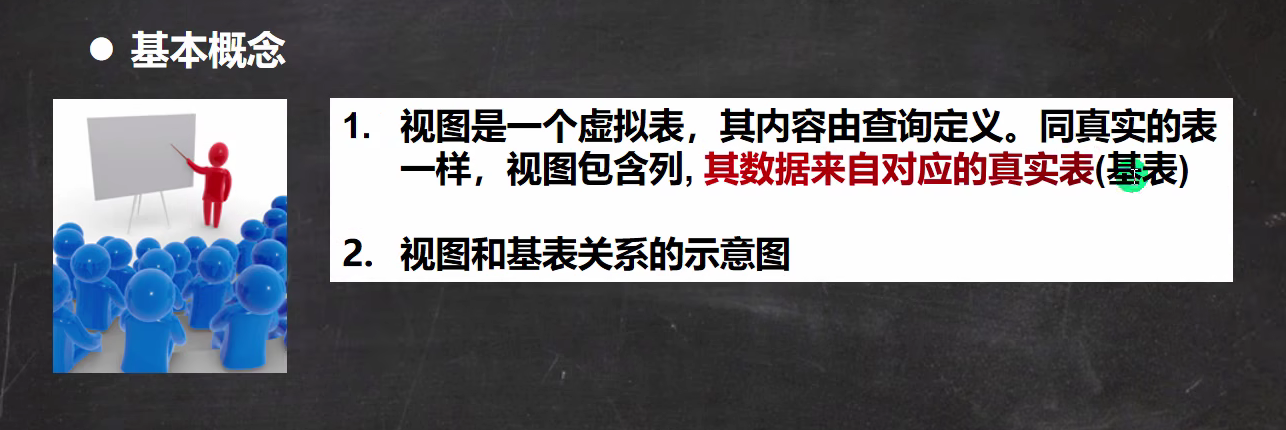 ● 基本概念
1. 视图是一个虚拟表，其内容由查询定义。同真实的表
一样，视图包含列, 其数据来自对应的真实表(基表)
2. 视图和基表关系的示意图